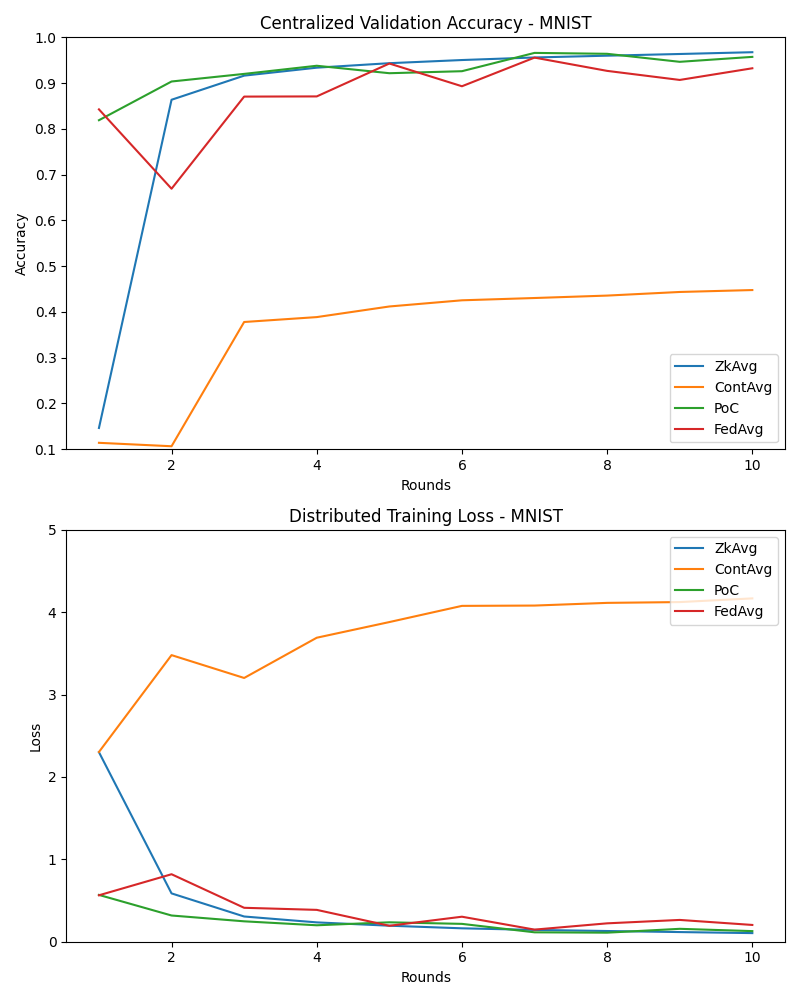 Centralized Validation Accuracy - MNIST
1.0
0.9
0.8
0.7
0.6
0.5
0.4
0.3
0.2
0.1
Accuracy
ZkAvg
ContAvg
PoC
FedAvg
2 4 6 8 10
Rounds
Distributed Training Loss - MNIST
5
4
3
2
1
0
Loss
ZkAvg
ContAvg
PoC
FedAvg
2 4 6 8 10
Rounds